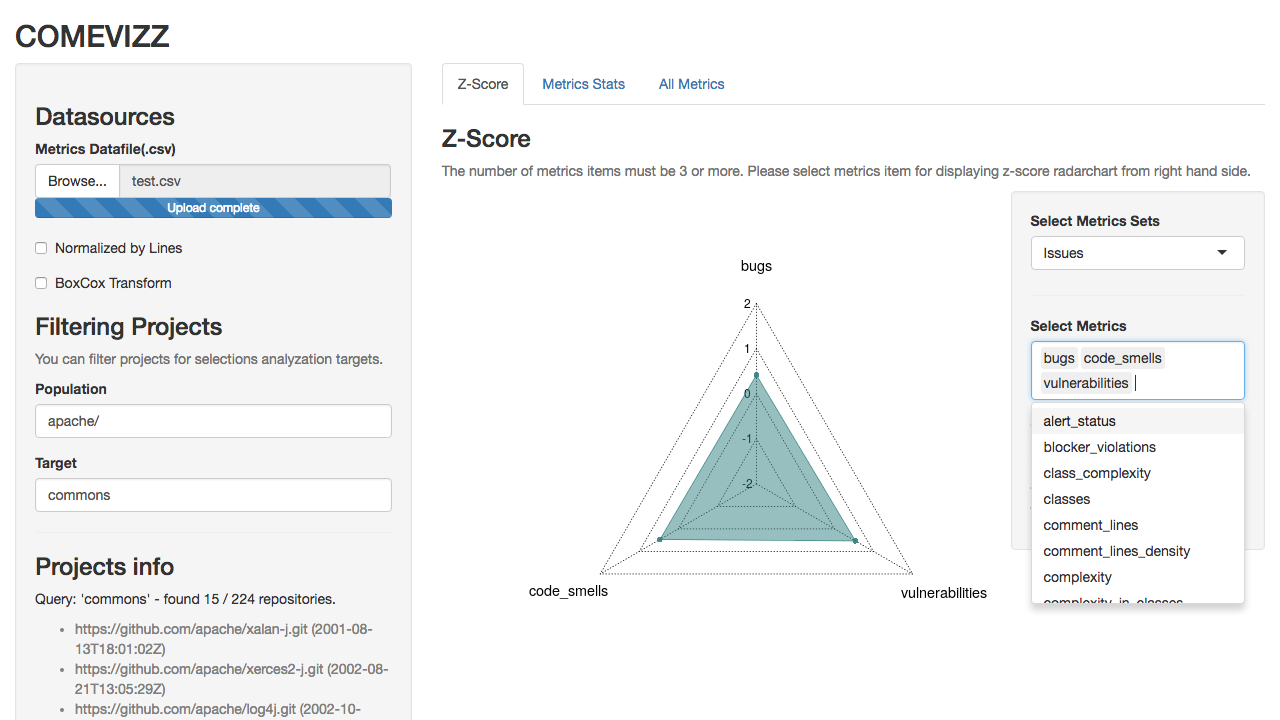 COMEVIZZ
Datasources
Metrics Datafile(.csv)
Browse... test.csv
Upload complete
Normalized by Lines
BoxCox Transform
Filtering Projects
You can filter projects for selections analyzation targets.
Population
apache/
Target
commons
Projects info
Query: 'commons' - found 15 / 224 repositories.
https://github.com/apache/xalan-j.git (2001-08-
13T18:01:02Z)
https://github.com/apache/xerces2-j.git (2002-08-
21T13:05:29Z)
https://github.com/apache/log4j.git (2002-10-
Z-Score Metrics Stats All Metrics
Z-Score
The number of metrics items must be 3 or more. Please select metrics item for displaying z-score radarchart from right hand side.
bugs
2
1
0
-1
-2
code_smells
vulnerabilities
Select Metrics Sets
Issues
Select Metrics
bugs code_smells
vulnerabilities
alert_status
blocker_violations
class_complexity
classes
comment_lines
comment_lines_density
complexity
complexity_in_classes